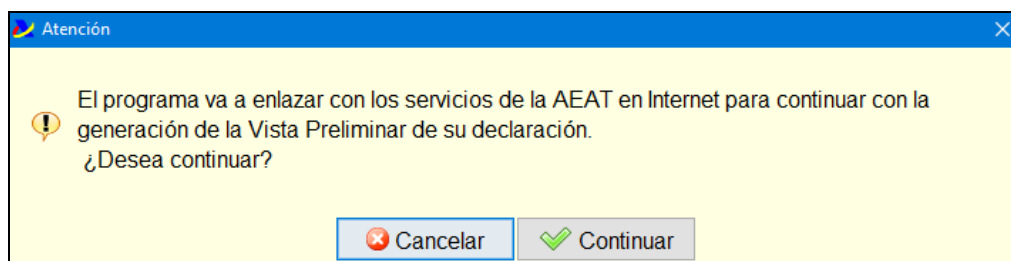 Atención
El programa va a enlazar con los servicios de la AEAT en Internet para continuar con la
generación de la Vista Preliminar de su declaración.
¿Desea continuar?
Cancelar Continuar